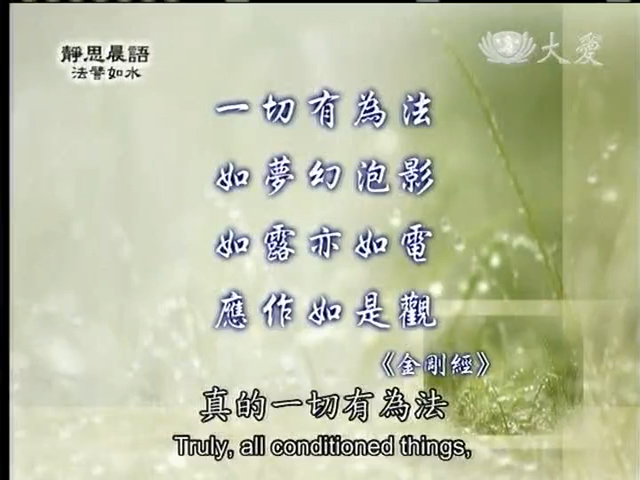 靜思晨語
法譬如水
大愛
一切有為法
如夢幻泡影
如露亦如電
應作如是觀
《金剛經》
真的一切有為法
Truly, all conditioned things,